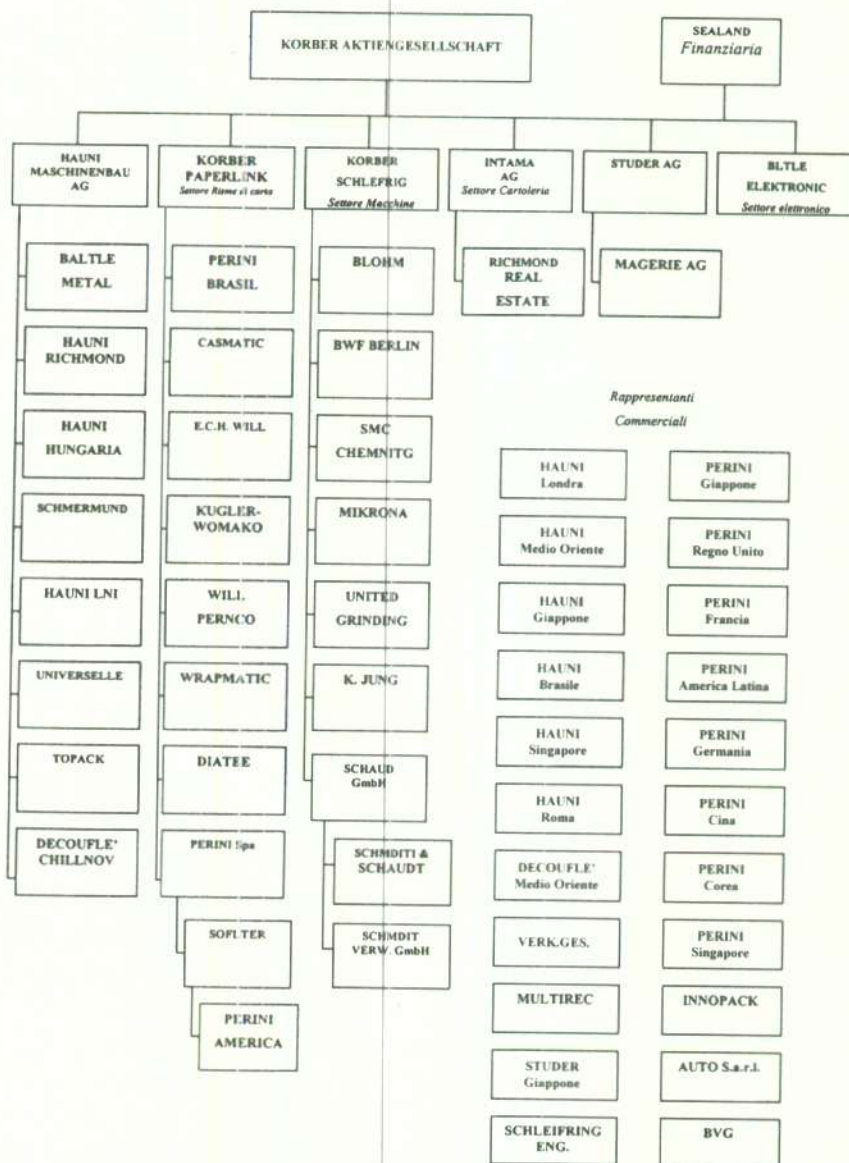 KORBER AKTIENGESELLSCHAFT
SEALAND
Finanziaria
HAUNI
MASCHINENBAU
AG
KORBER
PAPERLINK
Settore Risme di carta
KORBER
SCHLEFRIG
Settore Macchine
INTAMA
AG
Settore Cartoleria
STUDER AG
BLTLE
ELEKTRONIC
Settore elettronico
BALTLE
METAL
HAUNI
RICHMOND
HAUNI
HUNGARIA
SCHMERMUND
HAUNI LNI
UNIVERSELLE
TOPACK
DECOUFLE'
CHILLNOV
PERINI
BRASIL
CASMATIC
E.C.H. WILL
KUGLER-
WOMAKO
WILL
PERNCO
WRAPMATIC
DIATEE
PERINI Spa
SOFLTER
PERINI
AMERICA
BLOHM
BWF BERLIN
SMC
CHEMNITG
MIKRONA
UNITED
GRINDING
K. JUNG
SCHAUD
GmbH
SCHMDITI &
SCHAUDT
SCHMDIT
VERW. GmbH
RICHMOND
REAL
ESTATE
MAGERIE AG
Rappresentanti
Commerciali
HAUNI
Londra
HAUNI
Medio Oriente
HAUNI
Giappone
HAUNI
Brasile
HAUNI
Singapore
HAUNI
Roma
DECOUFLE'
Medio Oriente
VERK.GES.
MULTIREC
STUDER
Giappone
SCHLEIFRING
ENG.
PERINI
Giappone
PERINI
Regno Unito
PERINI
Francia
PERINI
America Latina
PERINI
Germania
PERINI
Cina
PERINI
Corea
PERINI
Singapore
INNOPACK
AUTO S.a.r.l.
BVG